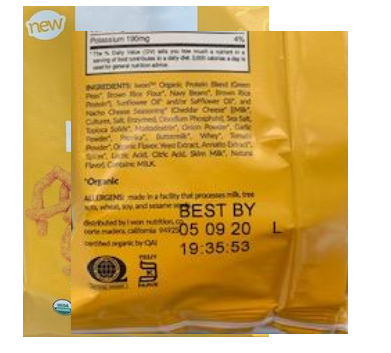 new
Potassium 190mg 4%
*The % Daily Value (DV) tells you how much a nutrient in a
serving of food contributes to a daily diet. 2,000 calories a day is
used for general nutrition advice.
INGREDIENTS: Iwon™ Organic Protein Blend (Green
Peas*, Brown Rice Flour*, Navy Beans*, Brown Rice
Protein*), Sunflower Oil* and/or Safflower Oil*, and
Nacho Cheese Seasoning* (Cheddar Cheese* [Milk*,
Cultures, Salt, Enzymes], Disodium Phosphate), Sea Salt,
Tapioca Solids*, Maltodextrin*, Onion Powder*, Garlic
Powder*, Paprika*, Buttermilk*, Whey*, Tomato
Powder*, Organic Flavor, Yeast Extract, Annatto Extract*,
Spice*, Lactic Acid, Citric Acid, Skim Milk*, Natural
Flavor). Contains: MILK.
*Organic
ALLERGENS: made in a facility that processes milk, tree
nuts, wheat, soy, and sesame
BEST BY
distributed by i won nutrition, co.
corte madera, california 94925
05 09 20 L
certified organic by QAI
19:35:53
USDA